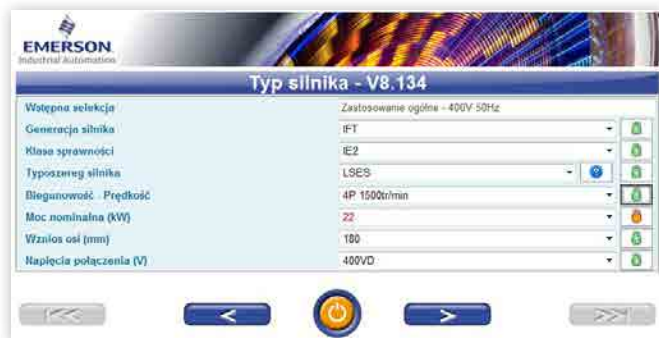 EMERSON
Industrial Automation
Typ silnika - V8.134
Wstępna selekcja Zastosowanie ogólne - 400V 50Hz
Generacja silnika IFT
Klasa sprawności IE2
Typoszereg silnika LSES ?
Biegunowość - Prędkość 4P 1500tr/min
Moc nominalna (kW) 22
Wznios osi (mm) 180
Napięcia połączenia (V) 400VD
|<< < > >>|